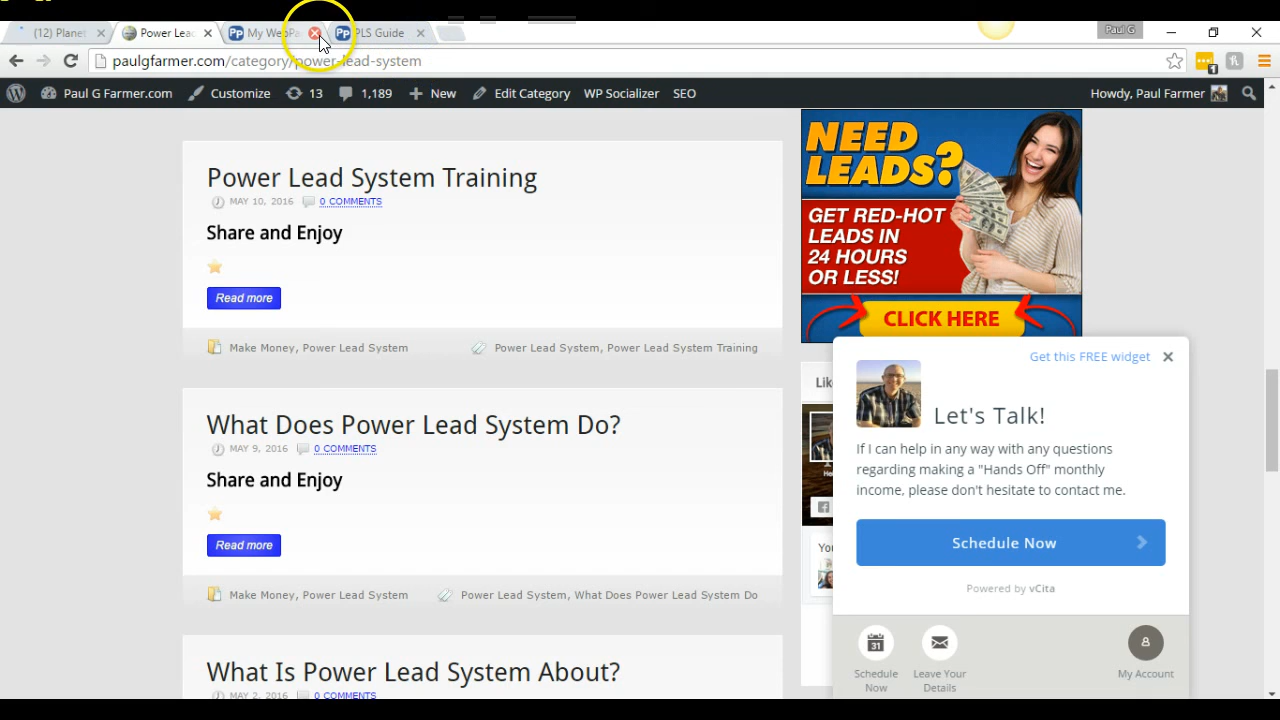 (12) Planet
Power Lea
My WebPa
PLS Guide
Paul G
paulgfarmer.com/category/power-lead-system
Paul G Farmer.com
Customize
13
1,189
New
Edit Category
WP Socializer
SEO
Howdy, Paul Farmer
Power Lead System Training
MAY 10, 2016
0 COMMENTS
Share and Enjoy
Read more
Make Money, Power Lead System
Power Lead System, Power Lead System Training
What Does Power Lead System Do?
MAY 9, 2016
0 COMMENTS
Share and Enjoy
Read more
Make Money, Power Lead System
Power Lead System, What Does Power Lead System Do
What Is Power Lead System About?
MAY 2, 2016
0 COMMENTS
NEED
LEADS?
GET RED-HOT
LEADS IN
24 HOURS
OR LESS!
CLICK HERE
Lik
You
Get this FREE widget
Let's Talk!
If I can help in any way with any questions
regarding making a "Hands Off" monthly
income, please don't hesitate to contact me.
Schedule Now
Powered by vCita
31
Schedule
Now
Leave Your
Details
My Account